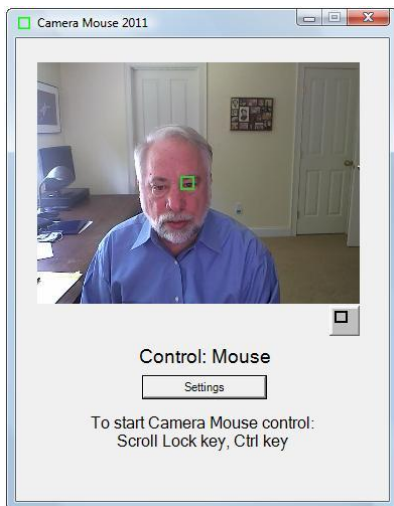 Camera Mouse 2011
Control: Mouse
Settings
To start Camera Mouse control:
Scroll Lock key, Ctrl key